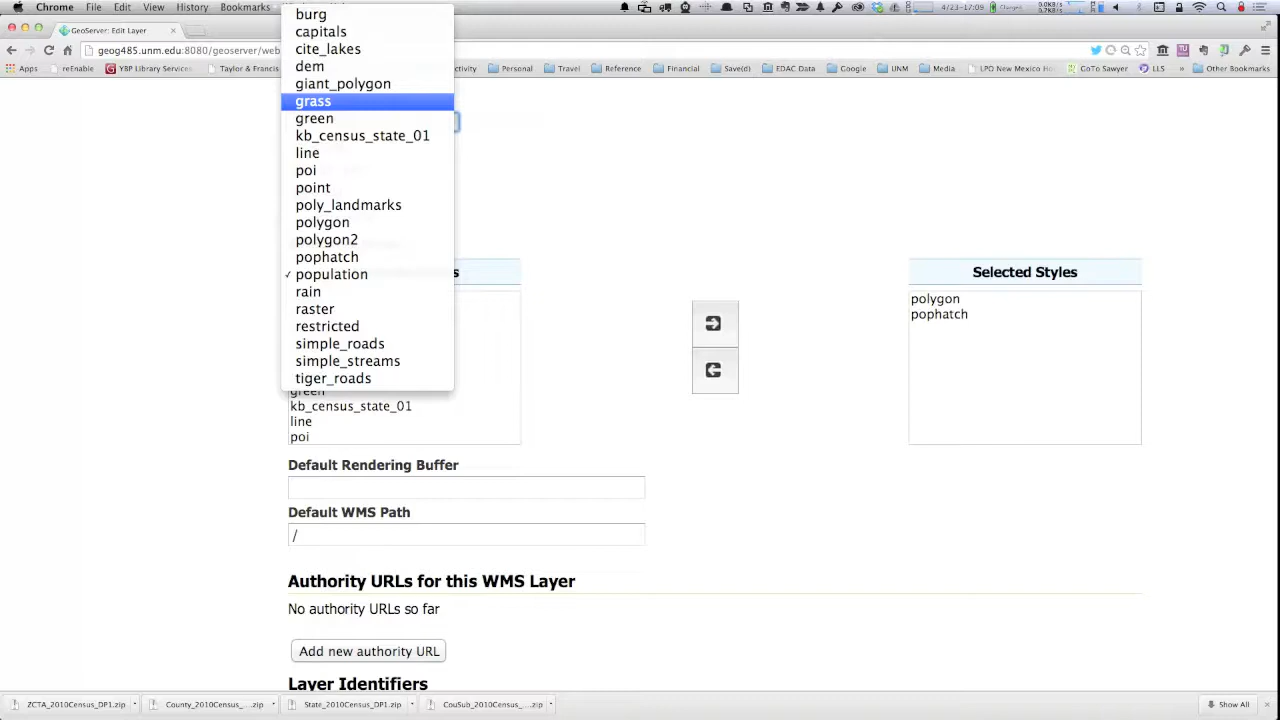 Chrome File Edit View History Bookmarks
4/23-17:05
GeoServer: Edit Layer
geog485.unm.edu:8080/geoserver/web
Apps
reEnable
YBP Library Services
Taylor & Francis
Personal
Travel
Reference
Financial
Save(d)
EDAC Data
Google
UNM
Media
LPO New Mexico
GoTo Sawyer
LLS
»
Other Bookmarks
burg
capitals
cite_lakes
dem
giant_polygon
grass
green
kb_census_state_01
line
poi
point
poly_landmarks
polygon
polygon2
pophatch
✓ population
rain
raster
restricted
simple_roads
simple_streams
tiger_roads
green
kb_census_state_01
line
poi
Selected Styles
polygon
pophatch
Default Rendering Buffer
Default WMS Path
/
Authority URLs for this WMS Layer
No authority URLs so far
Add new authority URL
Layer Identifiers
ZCTA_2010Census_DP1.zip
County_2010Census_....zip
State_2010Census_DP1.zip
CouSub_2010Census_....zip
Show All